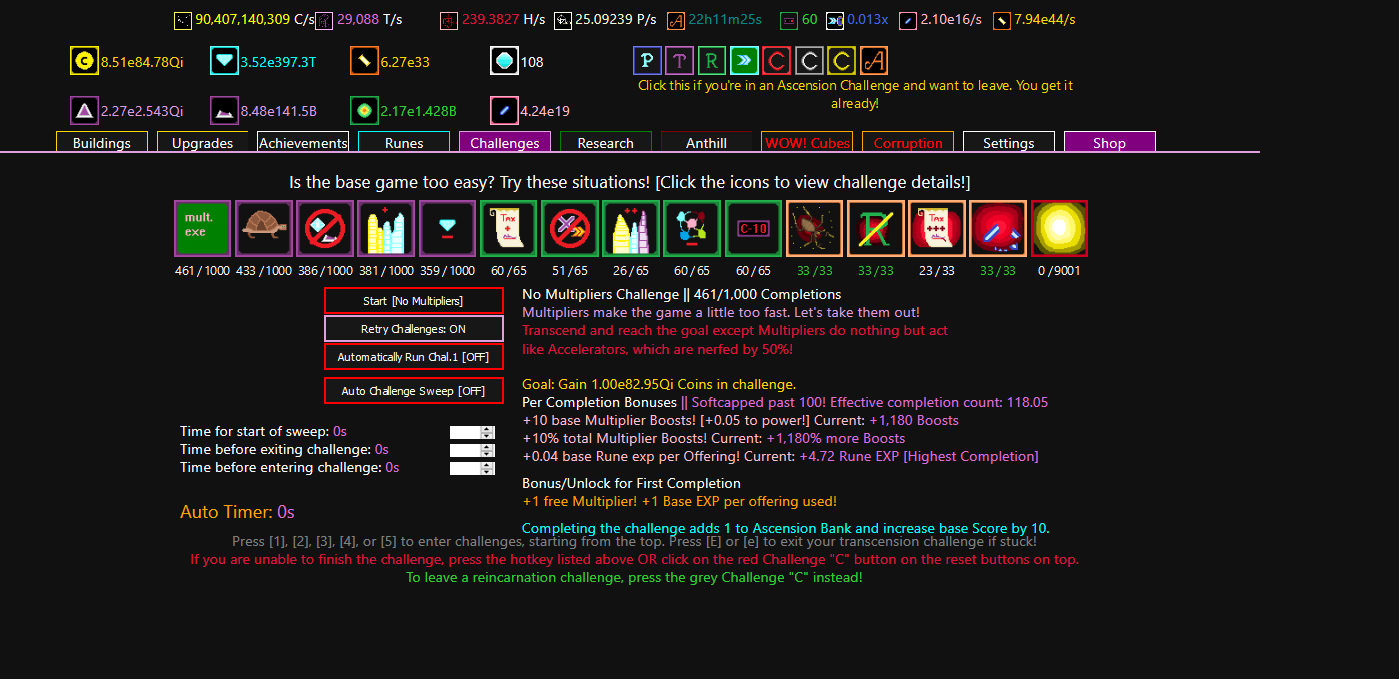 90,407,140,309 C/s 29,088 T/s 239.3827 H/s 25.09239 P/s 22h11m25s 60 0.013x 2.10e16/s 7.94e44/s
8.51e84.78Qi 3.52e397.3T 6.27e33 108
P T R C C C A
Click this if you're in an Ascension Challenge and want to leave. You get it
already!
2.27e2.543Qi 8.48e141.5B 2.17e1.428B 4.24e19
Buildings Upgrades Achievements Runes Challenges Research Anthill WOW! Cubes Corruption Settings Shop
Is the base game too easy? Try these situations! [Click the icons to view challenge details!]
mult.
exe
Tax
+
Tax
+++
C-10
461/1000 433/1000 386/1000 381/1000 359/1000 60/65 51/65 26/65 60/65 60/65 33/33 33/33 23/33 33/33 0/9001
Start [No Multipliers]
Retry Challenges: ON
Automatically Run Chal.1 [OFF]
Auto Challenge Sweep [OFF]
Time for start of sweep: 0s
Time before exiting challenge: 0s
Time before entering challenge: 0s
Auto Timer: 0s
No Multipliers Challenge || 461/1,000 Completions
Multipliers make the game a little too fast. Let's take them out!
Transcend and reach the goal except Multipliers do nothing but act
like Accelerators, which are nerfed by 50%!
Goal: Gain 1.00e82.95Qi Coins in challenge.
Per Completion Bonuses || Softcapped past 100! Effective completion count: 118.05
+10 base Multiplier Boosts! [+0.05 to power!] Current: +1,180 Boosts
+10% total Multiplier Boosts! Current: +1,180% more Boosts
+0.04 base Rune exp per Offering! Current: +4.72 Rune EXP [Highest Completion]
Bonus/Unlock for First Completion
+1 free Multiplier! +1 Base EXP per offering used!
Completing the challenge adds 1 to Ascension Bank and increase base Score by 10.
Press [1], [2], [3], [4], or [5] to enter challenges, starting from the top. Press [E] or [e] to exit your transcension challenge if stuck!
If you are unable to finish the challenge, press the hotkey listed above OR click on the red Challenge "C" button on the reset buttons on top.
To leave a reincarnation challenge, press the grey Challenge "C" instead!